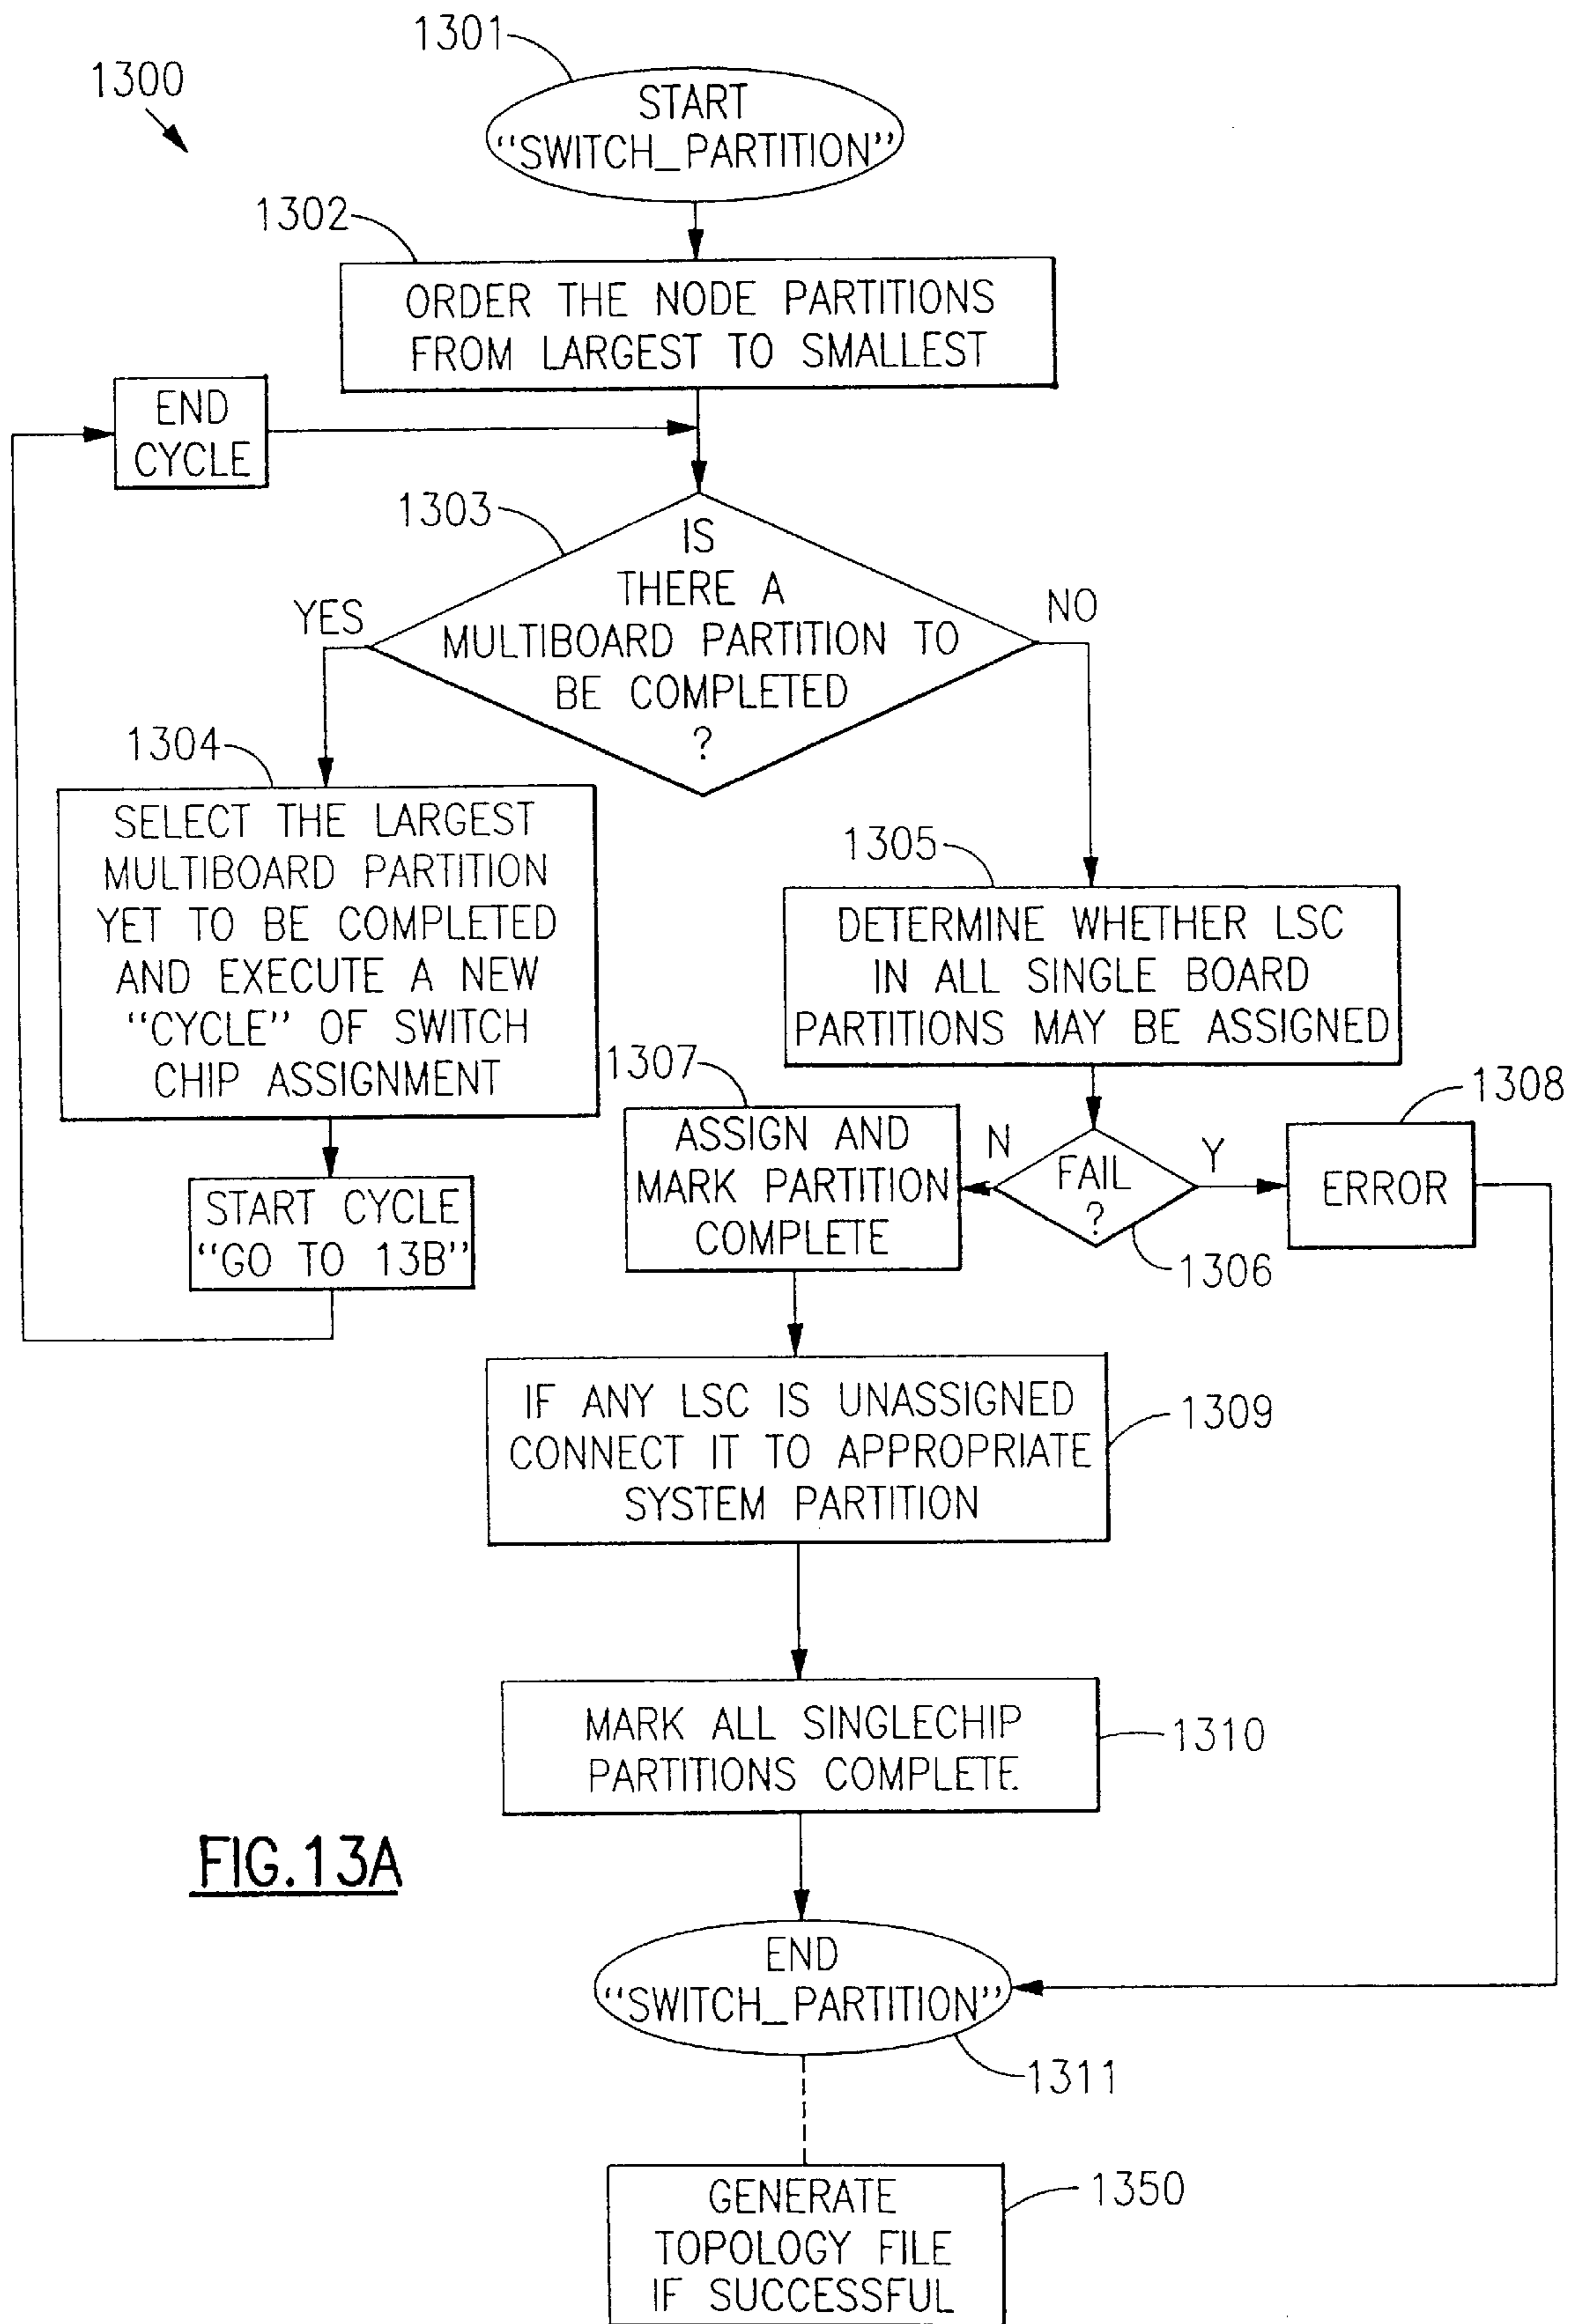 1301
1300
START
“SWITCH_PARTITION”
1302
ORDER THE NODE PARTITIONS
FROM LARGEST TO SMALLEST
END
CYCLE
1303
IS
THERE A
MULTIBOARD PARTITION TO
BE COMPLETED
?
YES
NO
1304
SELECT THE LARGEST
MULTIBOARD PARTITION
YET TO BE COMPLETED
AND EXECUTE A NEW
“CYCLE” OF SWITCH
CHIP ASSIGNMENT
1305
DETERMINE WHETHER LSC
IN ALL SINGLE BOARD
PARTITIONS MAY BE ASSIGNED
START CYCLE
“GO TO 13B”
1307
ASSIGN AND
MARK PARTITION
COMPLETE
N
FAIL
?
Y
1306
1308
ERROR
IF ANY LSC IS UNASSIGNED
CONNECT IT TO APPROPRIATE
SYSTEM PARTITION
1309
MARK ALL SINGLECHIP
PARTITIONS COMPLETE
1310
FIG.13A
END
“SWITCH_PARTITION”
1311
GENERATE
TOPOLOGY FILE
IF SUCCESSFUL
1350